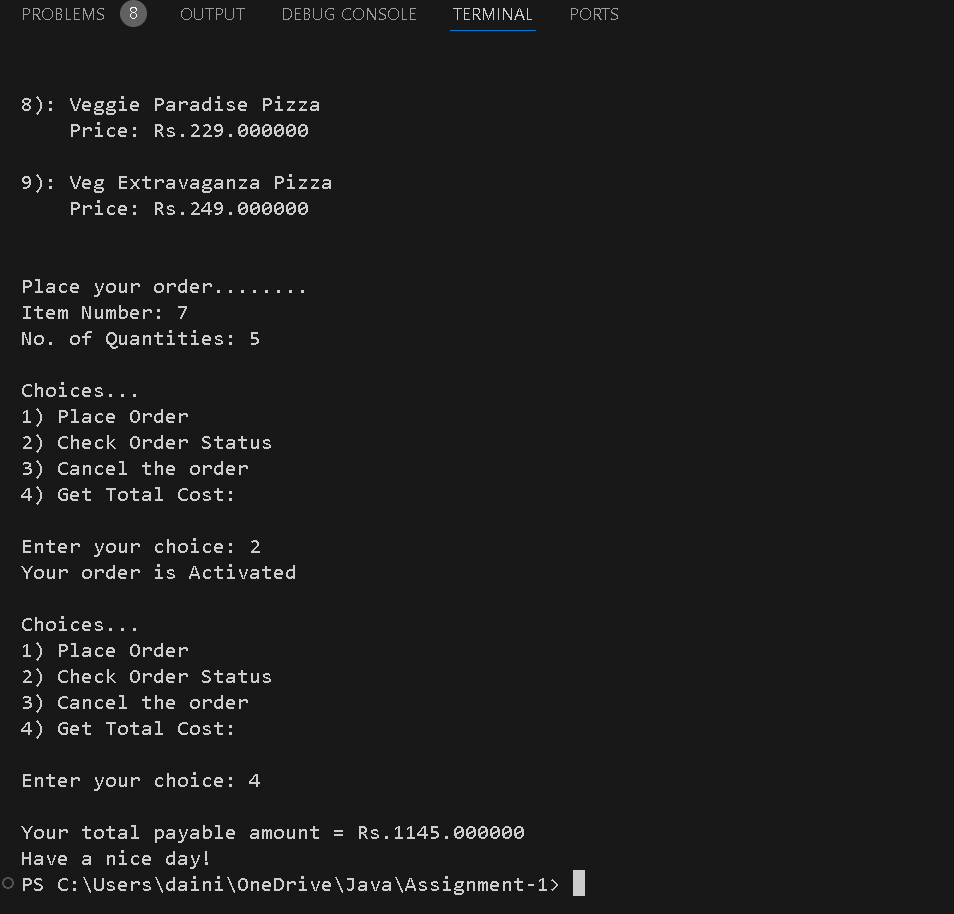 PROBLEMS 8 OUTPUT DEBUG CONSOLE TERMINAL PORTS
8): Veggie Paradise Pizza
Price: Rs.229.000000
9): Veg Extravaganza Pizza
Price: Rs.249.000000
Place your order........
Item Number: 7
No. of Quantities: 5
Choices...
1) Place Order
2) Check Order Status
3) Cancel the order
4) Get Total Cost:
Enter your choice: 2
Your order is Activated
Choices...
1) Place Order
2) Check Order Status
3) Cancel the order
4) Get Total Cost:
Enter your choice: 4
Your total payable amount = Rs.1145.000000
Have a nice day!
PS C:\Users\daini\OneDrive\Java\Assignment-1>